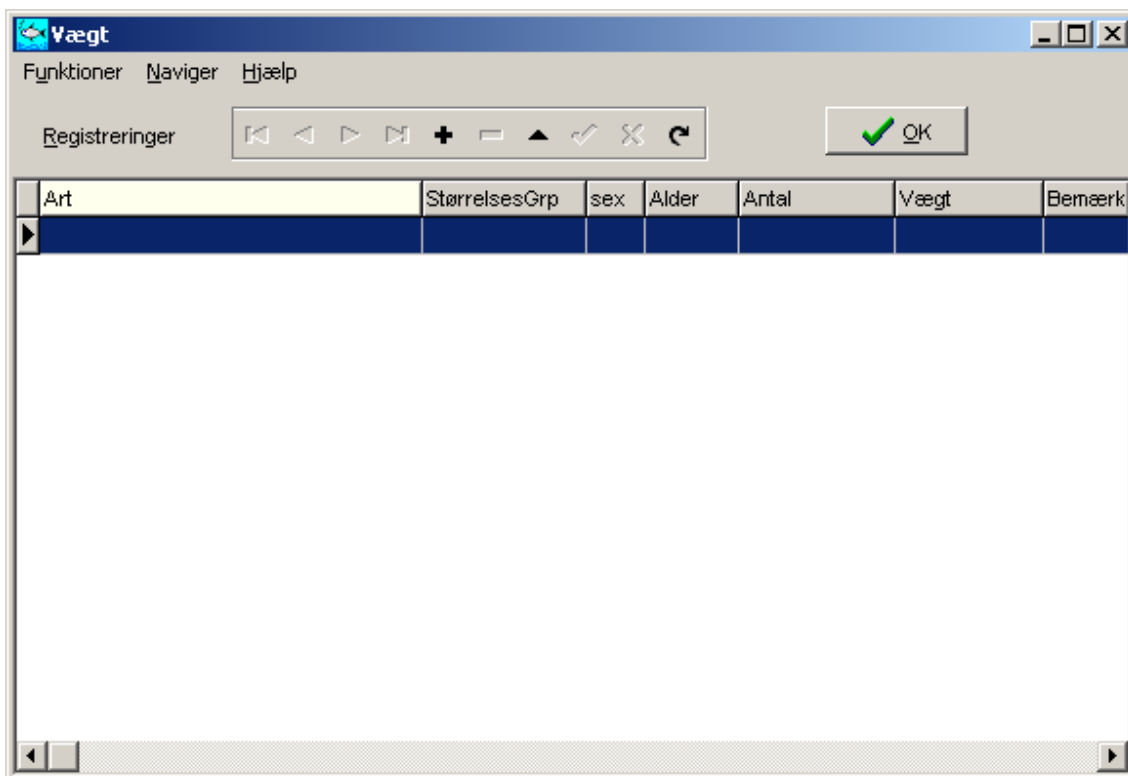 Vægt
Funktioner Naviger Hjælp
Registreringer OK
Art StørrelsesGrp sex Alder Antal Vægt Bemærk